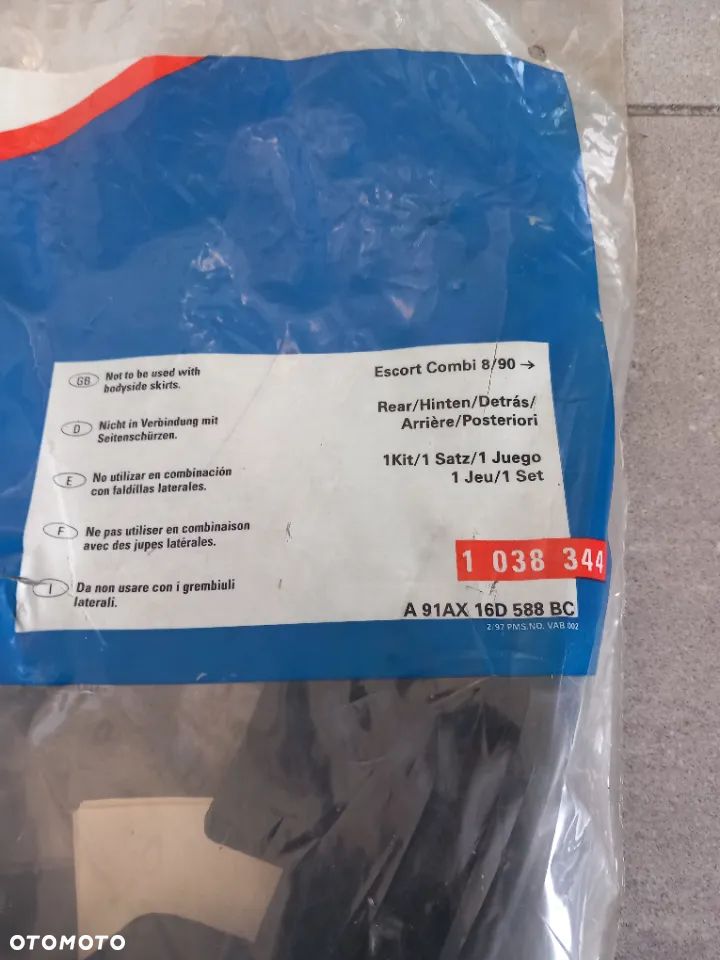 GB Not to be used with
bodyside skirts.
D Nicht in Verbindung mit
Seitenschürzen.
E No utilizar en combinación
con faldillas laterales.
F Ne pas utiliser en combinaison
avec des jupes latérales.
I Da non usare con i grembiuli
laterali.
Escort Combi 8/90 →
Rear/Hinten/Detrás/
Arrière/Posteriori
1Kit/1 Satz/1 Juego
1 Jeu/1 Set
1 038 344
A 91AX 16D 588 BC
2/92 PMS.NO. VAB 002
OTOMOTO